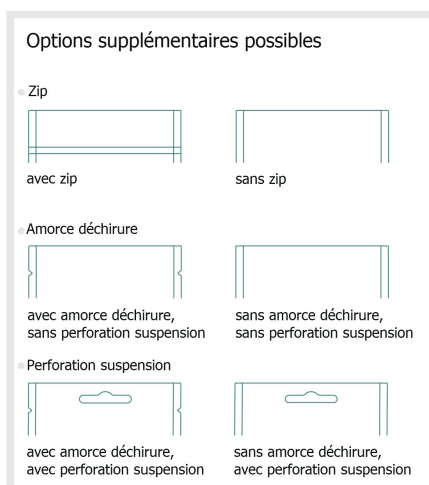 Options supplémentaires possibles
Zip
avec zip
sans zip
Amorce déchirure
avec amorce déchirure,
sans perforation suspension
sans amorce déchirure,
sans perforation suspension
Perforation suspension
avec amorce déchirure,
avec perforation suspension
sans amorce déchirure,
avec perforation suspension